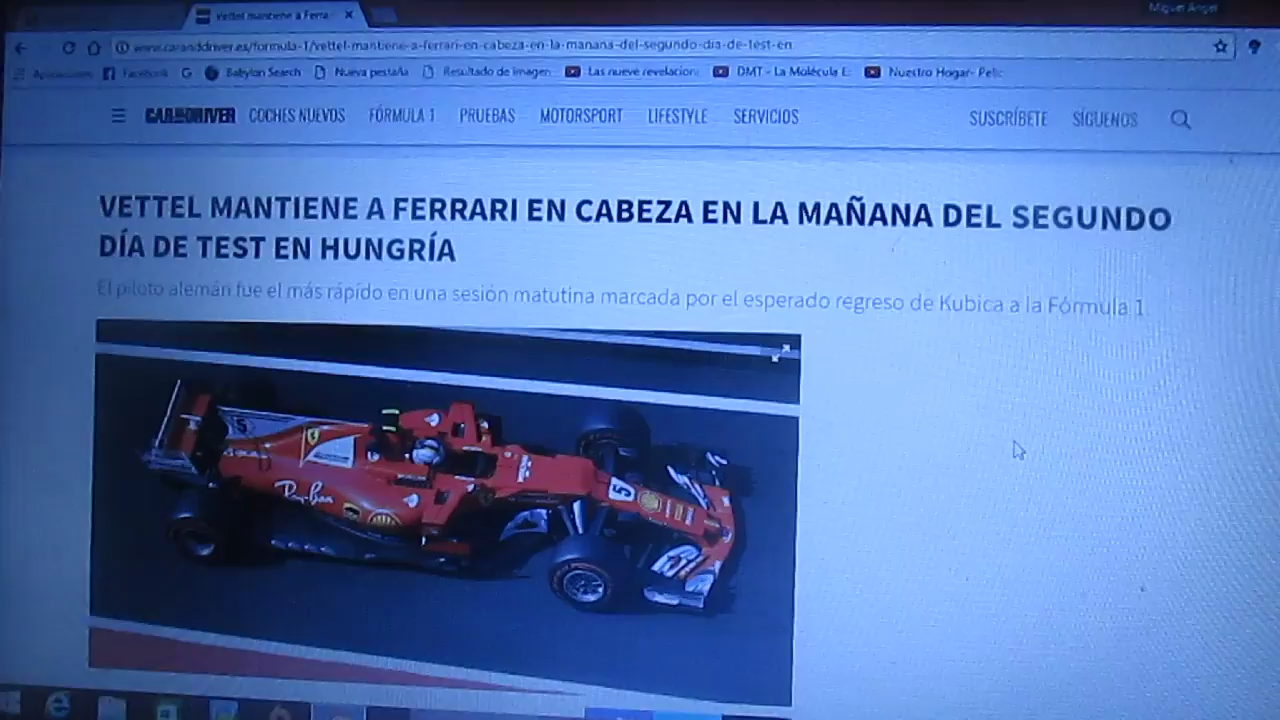 Vettel mantiene a Ferra
Miguel Angel
www.caranddriver.es/formula-1/vettel-mantiene-a-ferrari-en-cabeza-en-la-manana-del-segundo-dia-de-test-en
Aplicaciones Facebook G Babylon Search Nueva pestaña Resultado de imagen Las nueve revelacion DMT - La Molécula E Nuestro Hogar- Pelic
CAR AND DRIVER COCHES NUEVOS FÓRMULA 1 PRUEBAS MOTORSPORT LIFESTYLE SERVICIOS SUSCRÍBETE SÍGUENOS
VETTEL MANTIENE A FERRARI EN CABEZA EN LA MAÑANA DEL SEGUNDO
DÍA DE TEST EN HUNGRÍA
El piloto alemán fue el más rápido en una sesión matutina marcada por el esperado regreso de Kubica a la Fórmula 1
5
Ray-Ban
5